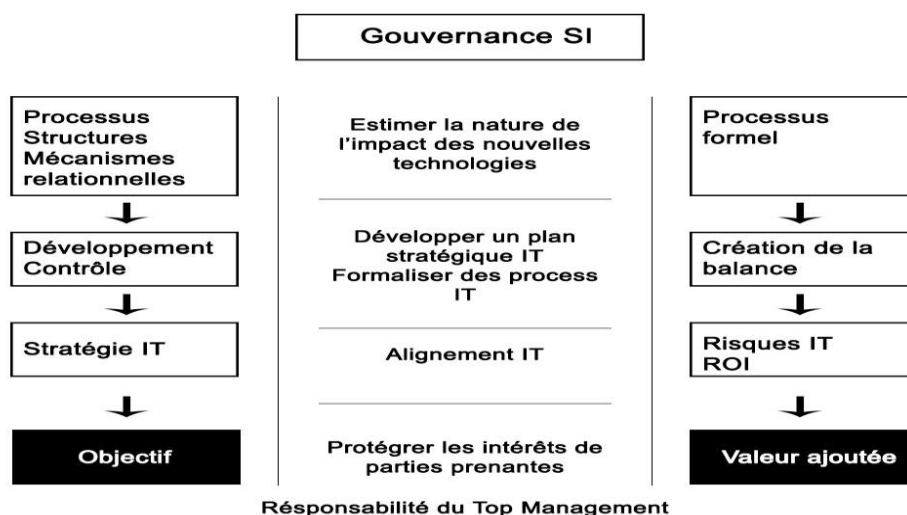 Gouvernance SI
Processus
Structures
Mécanismes
relationnelles
Développement
Contrôle
Stratégie IT
Objectif
Estimer la nature de
l'impact des nouvelles
technologies
Développer un plan
stratégique IT
Formaliser des process
IT
Alignement IT
Protégrer les intérêts de
parties prenantes
Processus
formel
Création de la
balance
Risques IT
ROI
Valeur ajoutée
Résponsabilité du Top Management